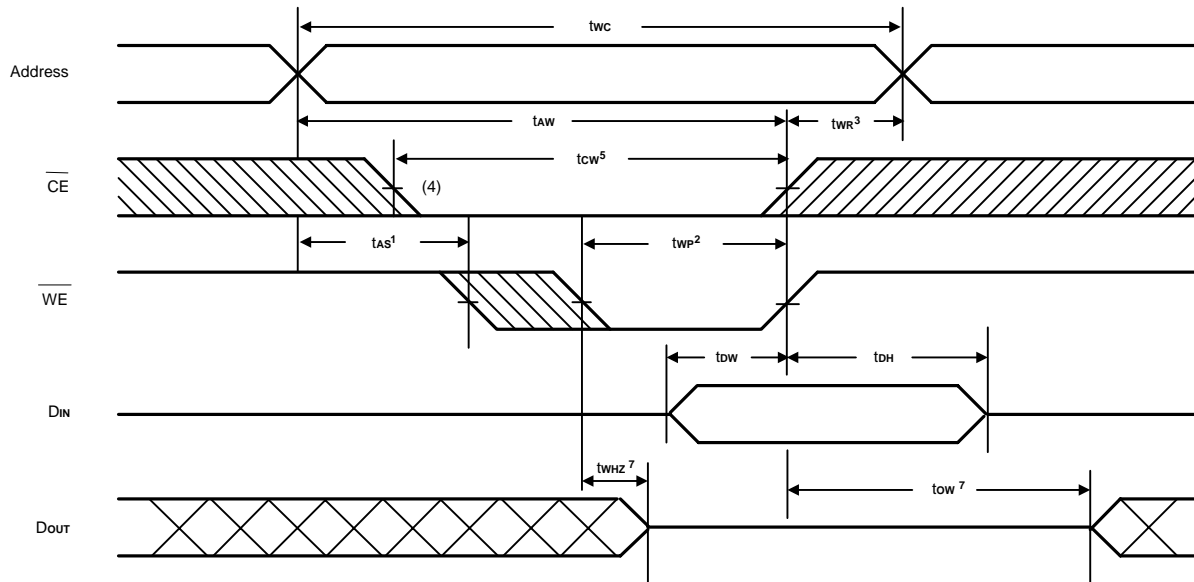 tWC
Address
tAW
tWR3
tCW5
CE
(4)
tAS1
tWP2
WE
tDW
tDH
DIN
tWHZ 7
tOW 7
DOUT